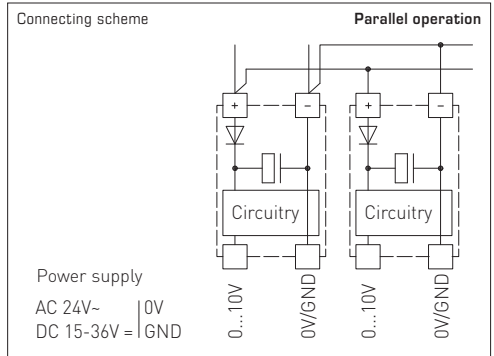 Connecting scheme
Parallel operation
+ − + −
Circuitry
Circuitry
Power supply
AC 24V~ 0V
DC 15-36V = GND
0...10V
0V/GND
0...10V
0V/GND